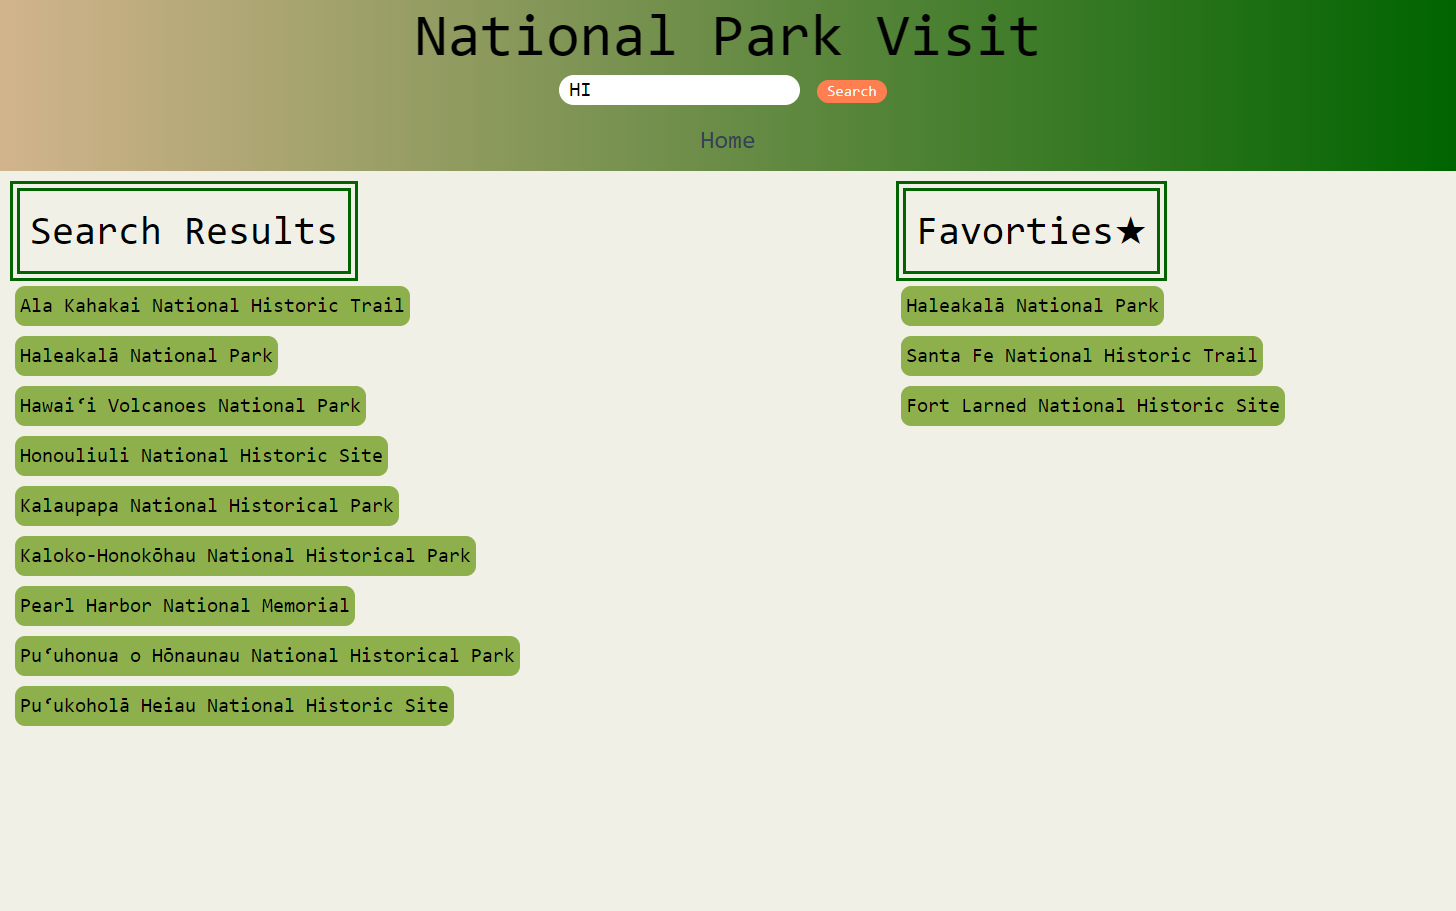 National Park Visit
HI
Search
Home
Search Results
Ala Kahakai National Historic Trail
Haleakalā National Park
Hawaiʻi Volcanoes National Park
Honouliuli National Historic Site
Kalaupapa National Historical Park
Kaloko-Honokōhau National Historical Park
Pearl Harbor National Memorial
Puʻuhonua o Hōnaunau National Historical Park
Puʻukoholā Heiau National Historic Site
Favorties★
Haleakalā National Park
Santa Fe National Historic Trail
Fort Larned National Historic Site